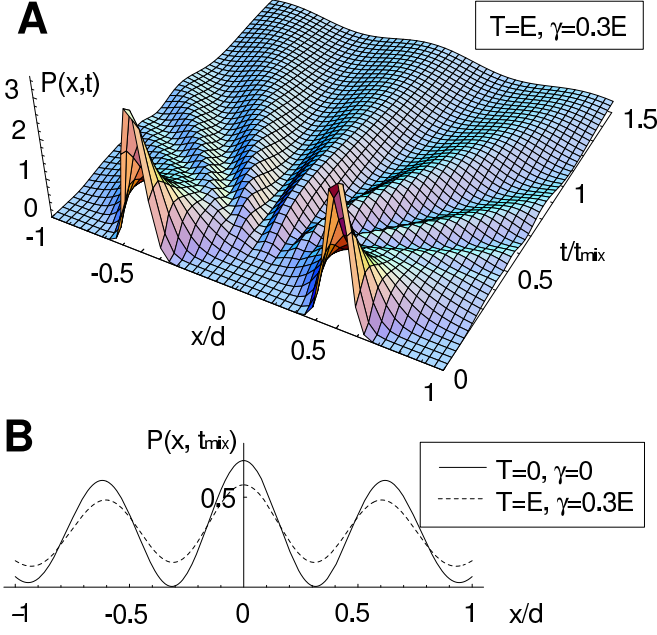 A
T=E, γ=0.3E
P(x,t)
3
2
1
0
-1
-0.5
0
x/d
0.5
1
0
0.5
t/tmix
1
1.5
B
P(x, tmix)
0.5
T=0, γ=0
T=E, γ=0.3E
-1
-0.5
0
0.5
1
x/d